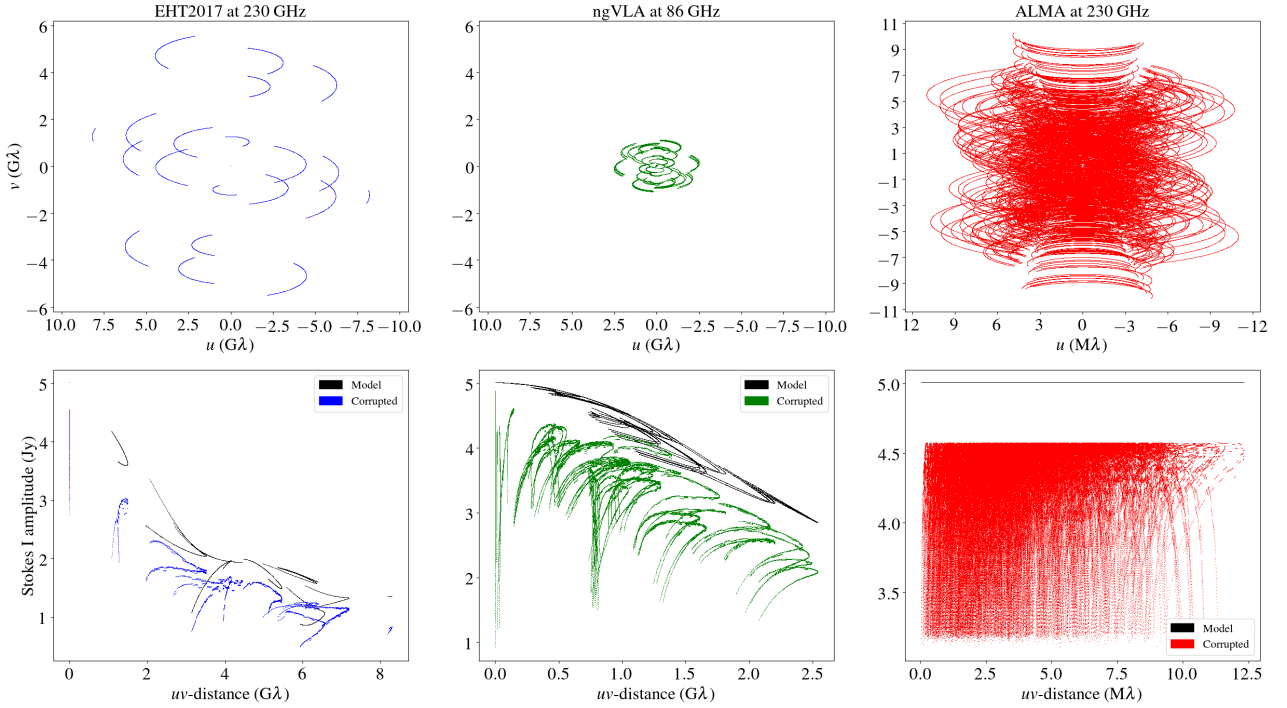 EHT2017 at 230 GHz
6
4
2
0
−2
−4
−6
v (Gλ)
10.0 7.5 5.0 2.5 0.0 −2.5 −5.0 −7.5 −10.0
u (Gλ)
ngVLA at 86 GHz
6
4
2
0
−2
−4
−6
10.0 7.5 5.0 2.5 0.0 −2.5 −5.0 −7.5 −10.0
u (Gλ)
ALMA at 230 GHz
11
9
7
5
3
1
−1
−3
−5
−7
−9
−11
12 9 6 3 0 −3 −6 −9 −12
u (Mλ)
5
4
3
2
1
Stokes I amplitude (Jy)
Model
Corrupted
0 2 4 6 8
uv-distance (Gλ)
5
4
3
2
1
Model
Corrupted
0.0 0.5 1.0 1.5 2.0 2.5
uv-distance (Gλ)
5.0
4.5
4.0
3.5
Model
Corrupted
0.0 2.5 5.0 7.5 10.0 12.5
uv-distance (Mλ)